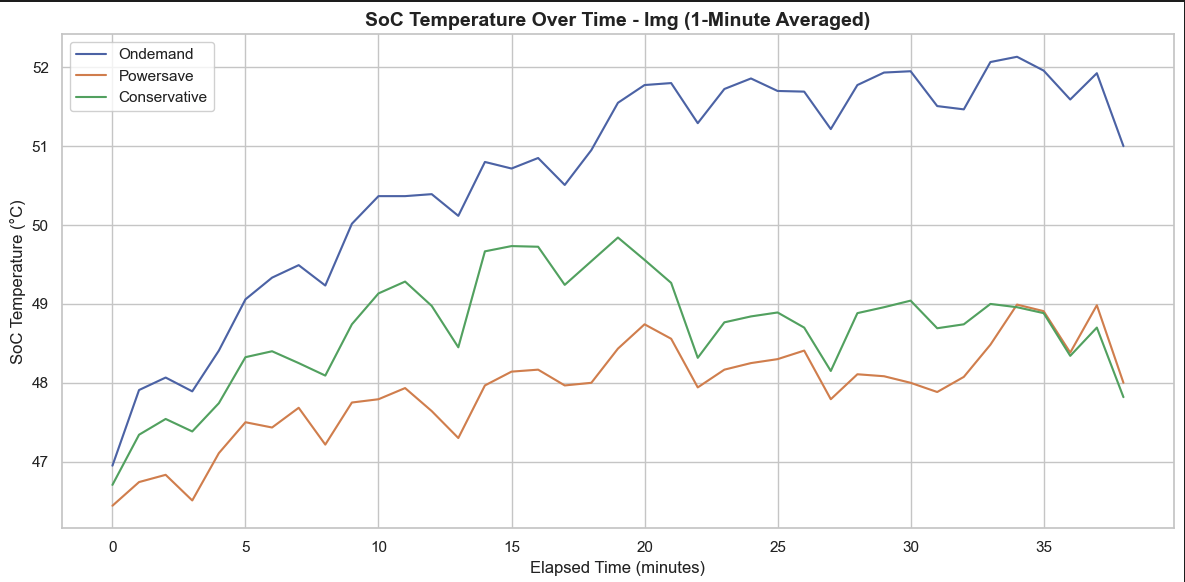 SoC Temperature Over Time - Img (1-Minute Averaged)
Ondemand
Powersave
Conservative
SoC Temperature (°C)
52
51
50
49
48
47
0 5 10 15 20 25 30 35
Elapsed Time (minutes)